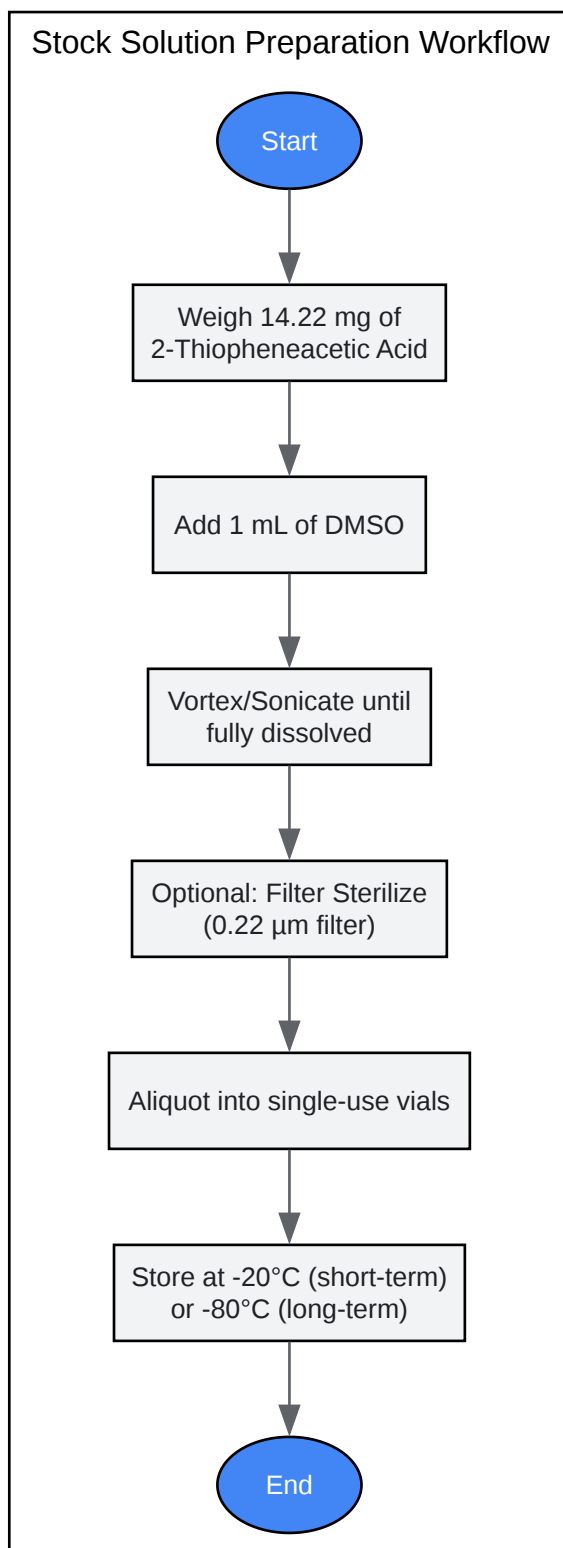 Stock Solution Preparation Workflow
Start
Weigh 14.22 mg of
2-Thiopheneacetic Acid
Add 1 mL of DMSO
Vortex/Sonicate until
fully dissolved
Optional: Filter Sterilize
(0.22 µm filter)
Aliquot into single-use vials
Store at -20°C (short-term)
or -80°C (long-term)
End